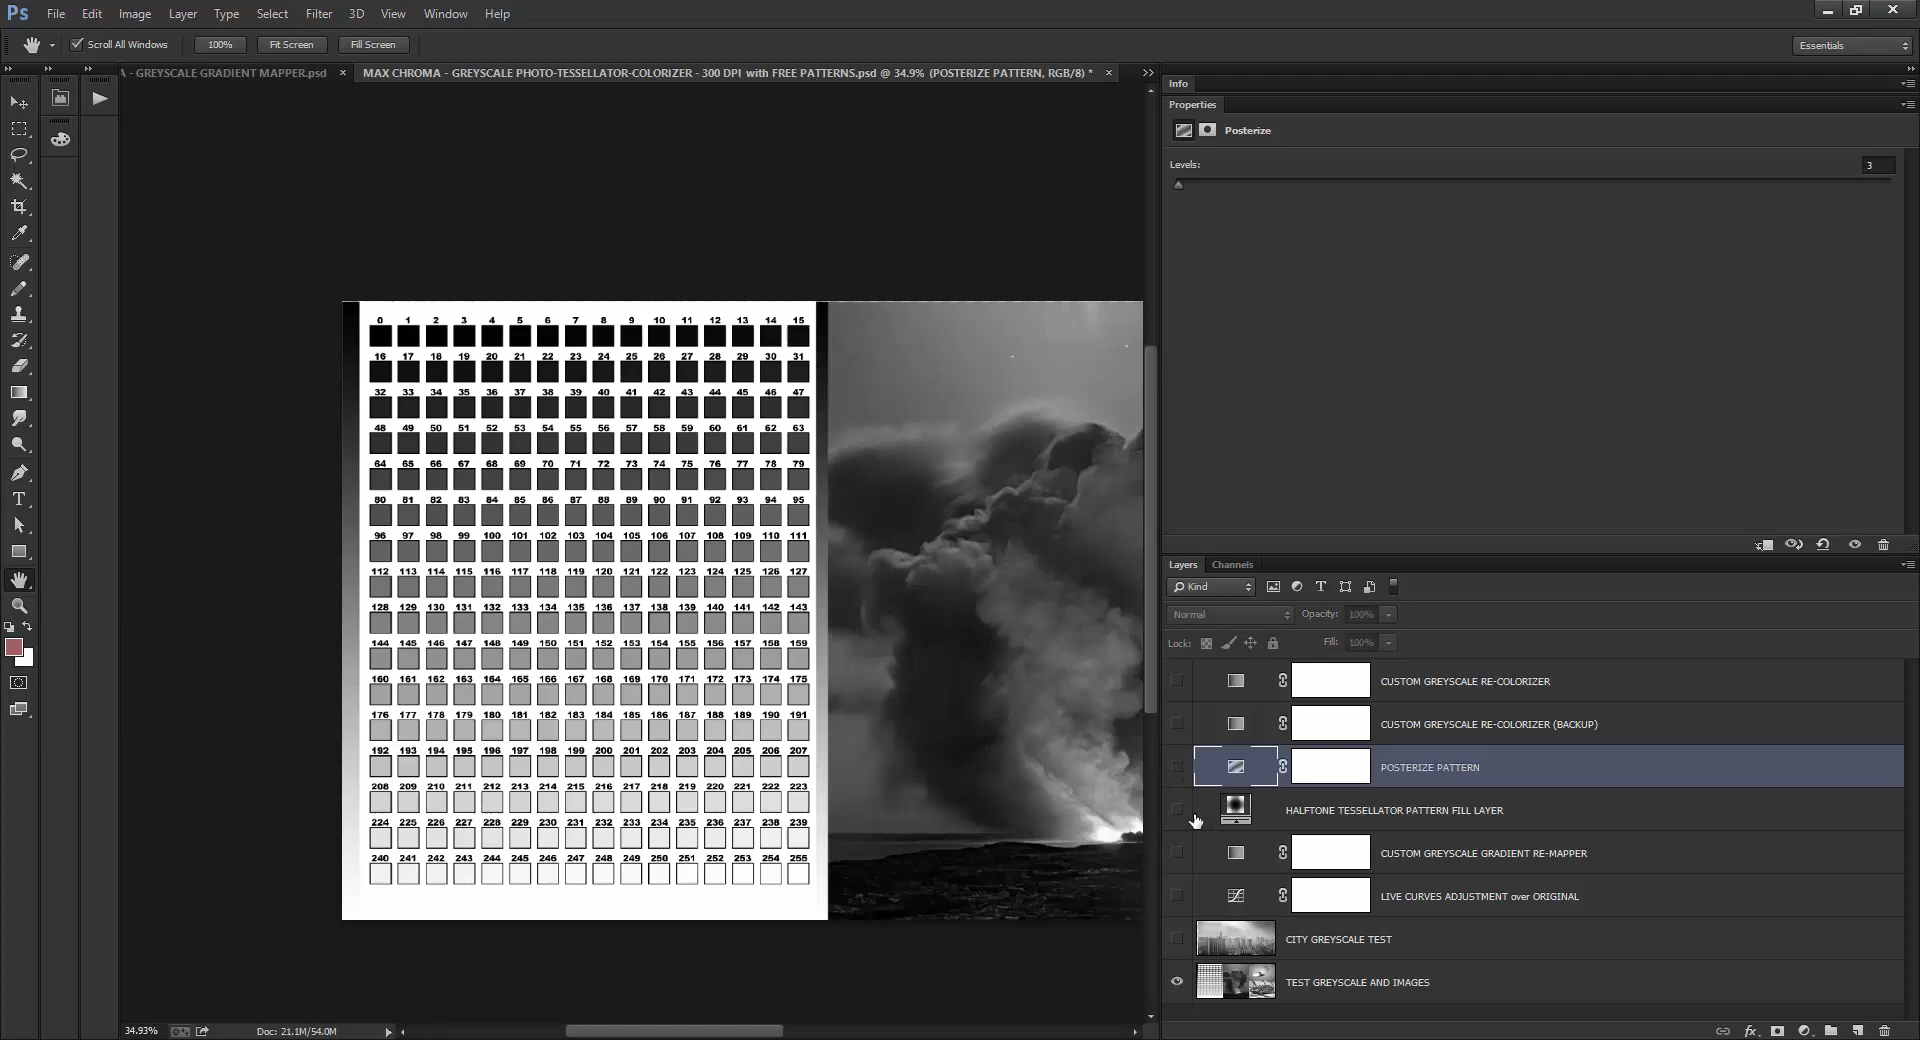 Ps File Edit Image Layer Type Select Filter 3D View Window Help
Scroll All Windows 100% Fit Screen Fill Screen Essentials
A - GREYSCALE GRADIENT MAPPER.psd × MAX CHROMA - GREYSCALE PHOTO-TESSELLATOR-COLORIZER - 300 DPI with FREE PATTERNS.psd @ 34.9% (POSTERIZE PATTERN, RGB/8) * ×
Info
Properties
Posterize
Levels: 3
0 1 2 3 4 5 6 7 8 9 10 11 12 13 14 15
16 17 18 19 20 21 22 23 24 25 26 27 28 29 30 31
32 33 34 35 36 37 38 39 40 41 42 43 44 45 46 47
48 49 50 51 52 53 54 55 56 57 58 59 60 61 62 63
64 65 66 67 68 69 70 71 72 73 74 75 76 77 78 79
80 81 82 83 84 85 86 87 88 89 90 91 92 93 94 95
96 97 98 99 100 101 102 103 104 105 106 107 108 109 110 111
112 113 114 115 116 117 118 119 120 121 122 123 124 125 126 127
128 129 130 131 132 133 134 135 136 137 138 139 140 141 142 143
144 145 146 147 148 149 150 151 152 153 154 155 156 157 158 159
160 161 162 163 164 165 166 167 168 169 170 171 172 173 174 175
176 177 178 179 180 181 182 183 184 185 186 187 188 189 190 191
192 193 194 195 196 197 198 199 200 201 202 203 204 205 206 207
208 209 210 211 212 213 214 215 216 217 218 219 220 221 222 223
224 225 226 227 228 229 230 231 232 233 234 235 236 237 238 239
240 241 242 243 244 245 246 247 248 249 250 251 252 253 254 255
Layers Channels
Kind
Normal Opacity: 100%
Lock: Fill: 100%
CUSTOM GREYSCALE RE-COLORIZER
CUSTOM GREYSCALE RE-COLORIZER (BACKUP)
POSTERIZE PATTERN
HALFTONE TESSELLATOR PATTERN FILL LAYER
CUSTOM GREYSCALE GRADIENT RE-MAPPER
LIVE CURVES ADJUSTMENT over ORIGINAL
CITY GREYSCALE TEST
TEST GREYSCALE AND IMAGES
34.93% Doc: 21.1M/54.0M
fx